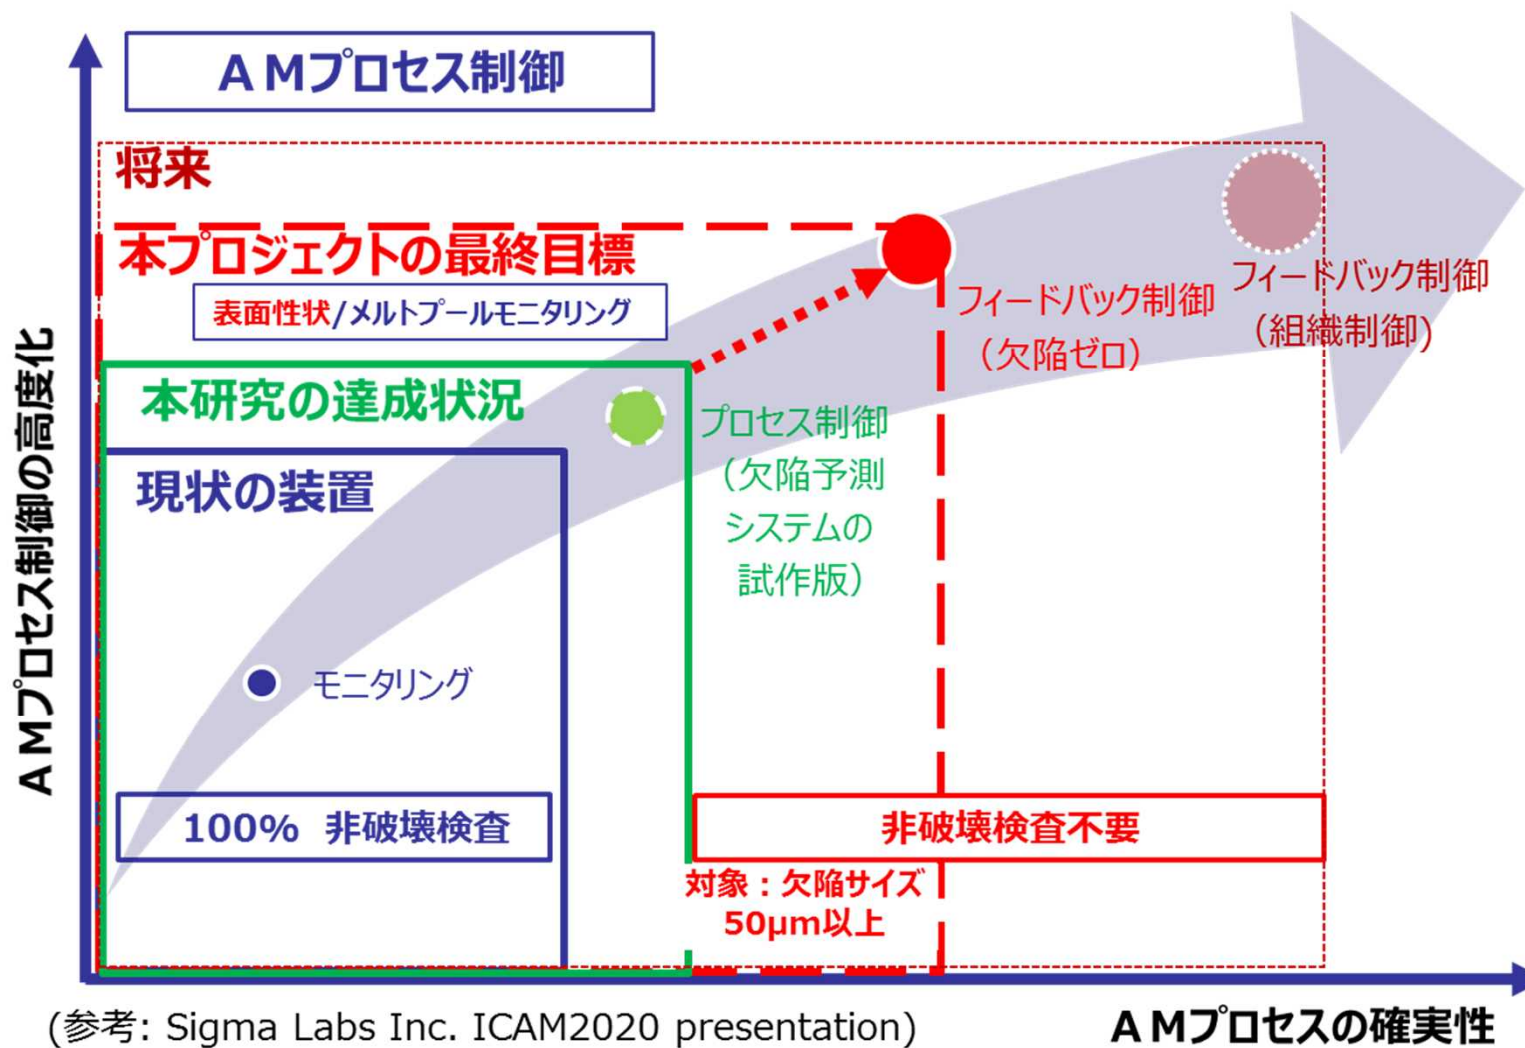 AMプロセス制御
将来
本プロジェクトの最終目標
表面性状/メルトプールモニタリング
本研究の達成状況
現状の装置
モニタリング
100% 非破壊検査
プロセス制御
（欠陥予測
システムの
試作版）
フィードバック制御
（欠陥ゼロ）
フィードバック制御
（組織制御）
非破壊検査不要
対象：欠陥サイズ
50μm以上
AMプロセス制御の高度化
AMプロセスの確実性
(参考: Sigma Labs Inc. ICAM2020 presentation)